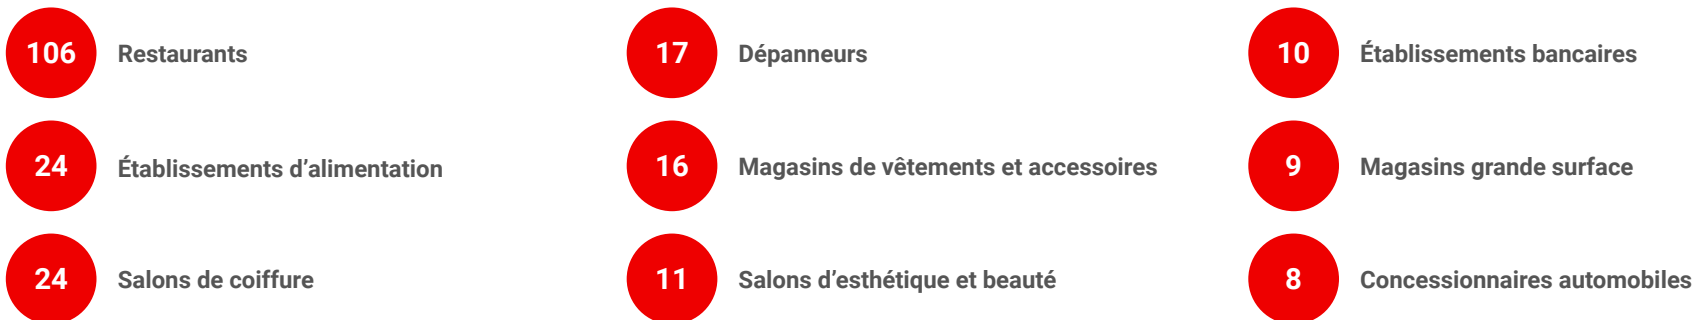 106 Restaurants
24 Établissements d’alimentation
24 Salons de coiffure
17 Dépanneurs
16 Magasins de vêtements et accessoires
11 Salons d’esthétique et beauté
10 Établissements bancaires
9 Magasins grande surface
8 Concessionnaires automobiles